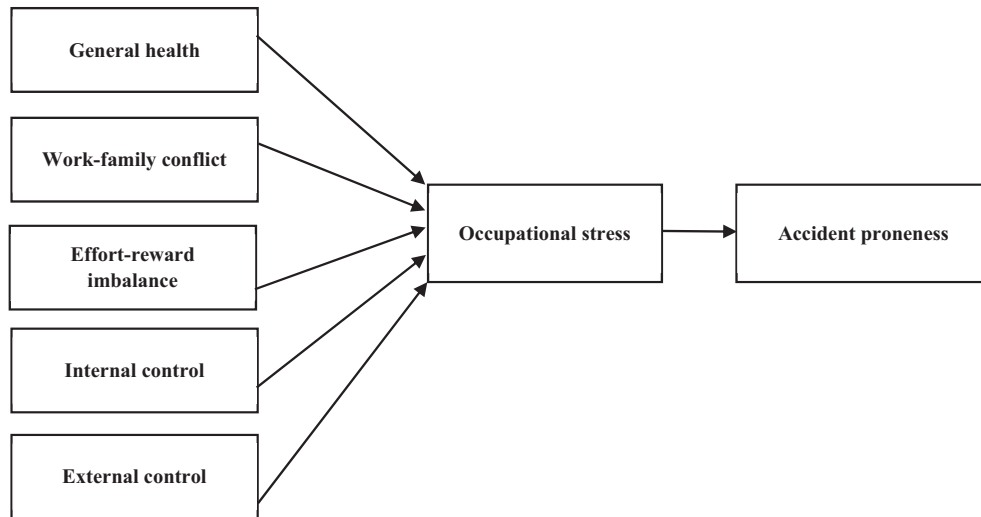 General health
Work-family conflict
Effort-reward
imbalance
Internal control
External control
Occupational stress
Accident proneness